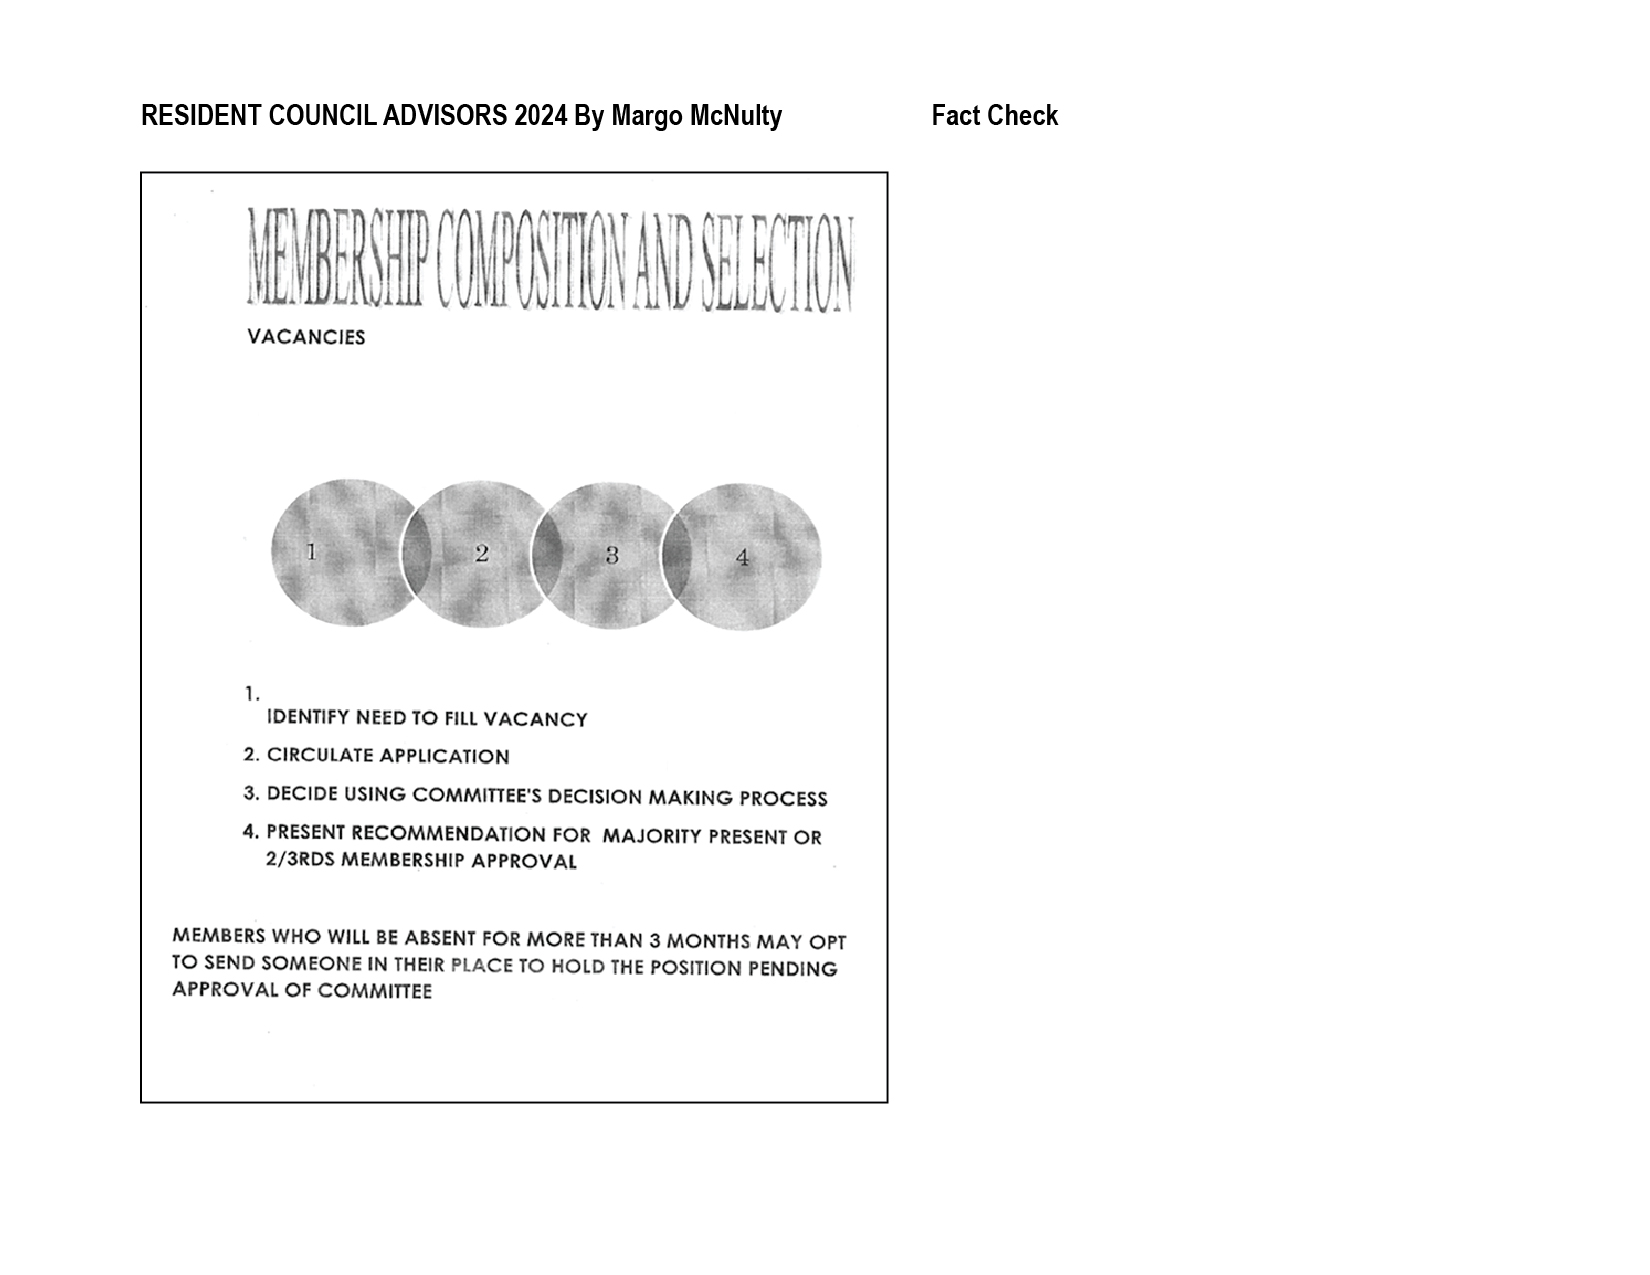 RESIDENT COUNCIL ADVISORS 2024 By Margo McNulty
Fact Check
MEMBERSHIP COMPOSITION AND SELECTION
VACANCIES
1
2
3
4
1.
IDENTIFY NEED TO FILL VACANCY
2. CIRCULATE APPLICATION
3. DECIDE USING COMMITTEE'S DECISION MAKING PROCESS
4. PRESENT RECOMMENDATION FOR MAJORITY PRESENT OR
2/3RDS MEMBERSHIP APPROVAL
MEMBERS WHO WILL BE ABSENT FOR MORE THAN 3 MONTHS MAY OPT
TO SEND SOMEONE IN THEIR PLACE TO HOLD THE POSITION PENDING
APPROVAL OF COMMITTEE